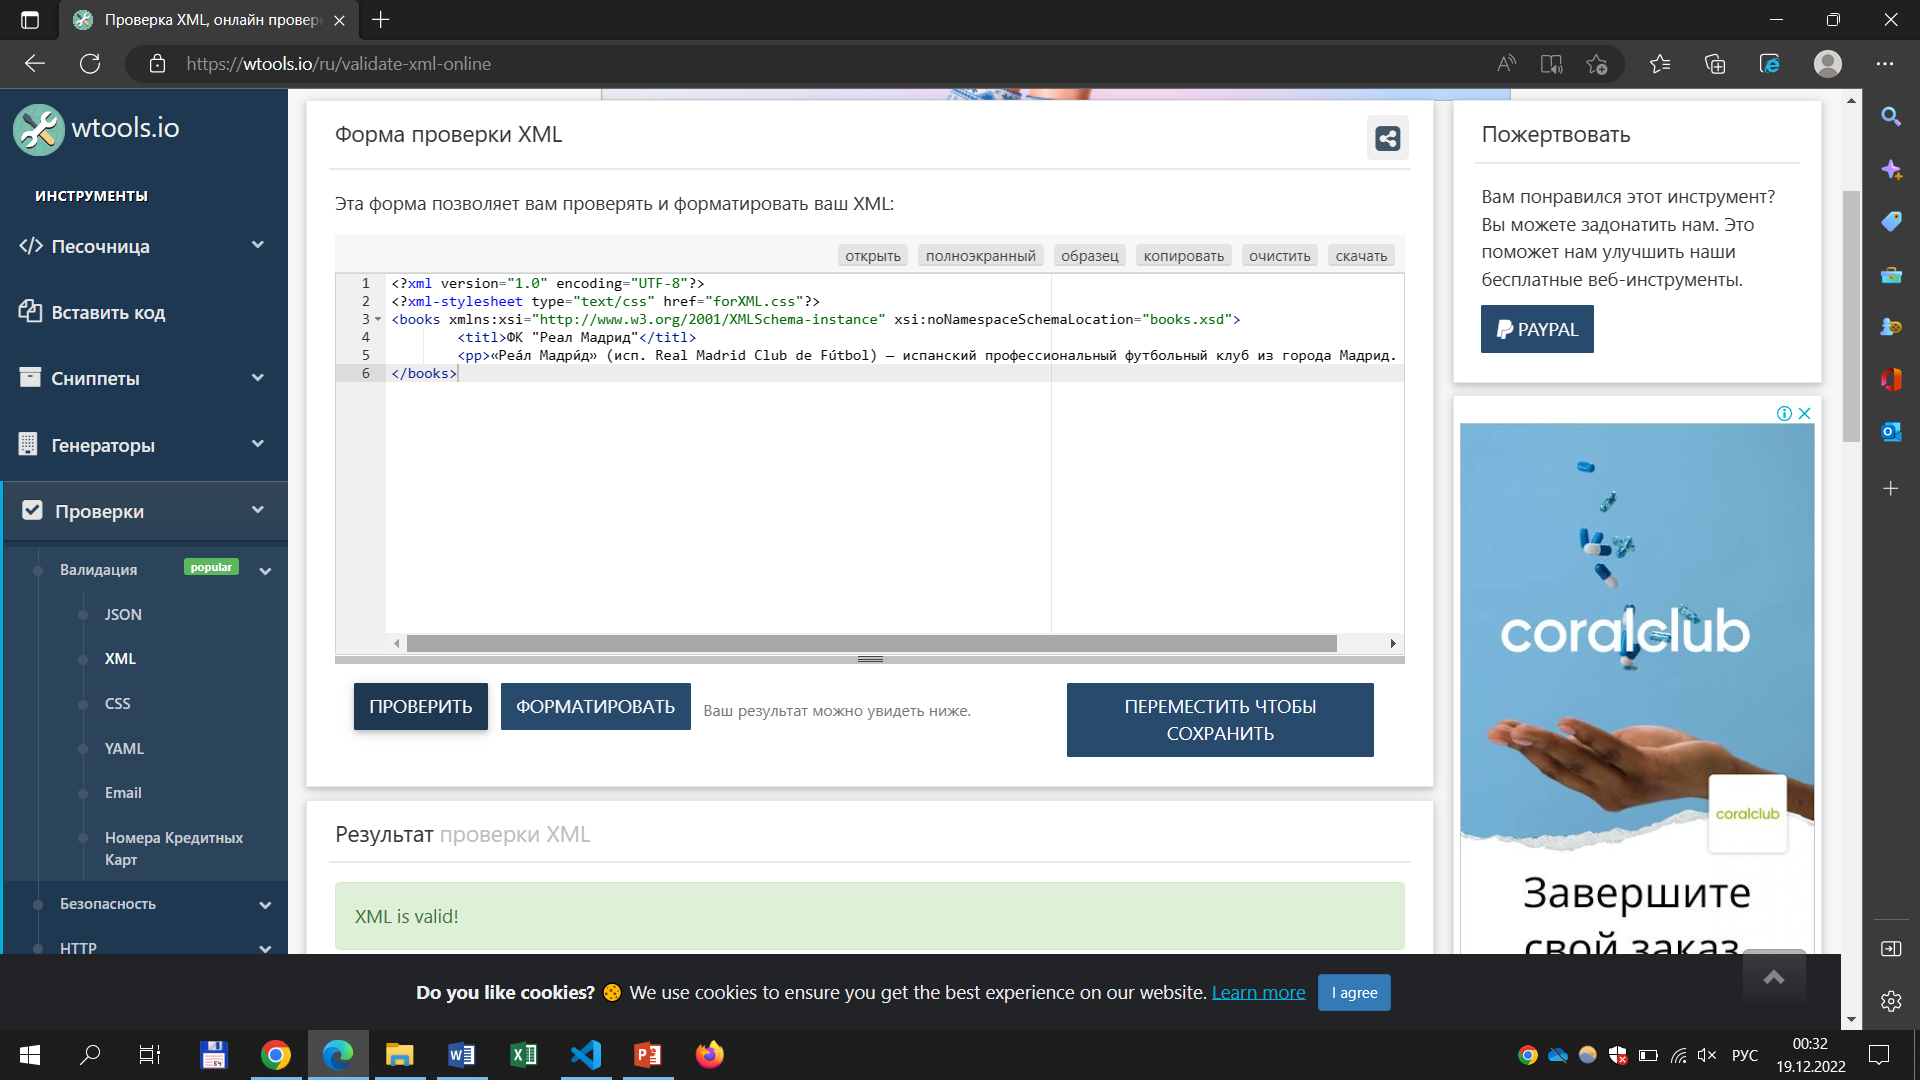 Проверка XML, онлайн провер
https://wtools.io/ru/validate-xml-online
wtools.io
ИНСТРУМЕНТЫ
Песочница
Вставить код
Сниппеты
Генераторы
Проверки
Валидация
popular
JSON
XML
CSS
YAML
Email
Номера Кредитных
Карт
Безопасность
HTTP
Форма проверки XML
Эта форма позволяет вам проверять и форматировать ваш XML:
открыть полноэкранный образец копировать очистить скачать
1 <?xml version="1.0" encoding="UTF-8"?>
2 <?xml-stylesheet type="text/css" href="forXML.css"?>
3 <books xmlns:xsi="http://www.w3.org/2001/XMLSchema-instance" xsi:noNamespaceSchemaLocation="books.xsd">
4 <titl>ФК "Реал Мадрид"</titl>
5 <pp>«Реа́л Мадри́д» (исп. Real Madrid Club de Fútbol) — испанский профессиональный футбольный клуб из города Мадрид.
6 </books>
ПРОВЕРИТЬ ФОРМАТИРОВАТЬ Ваш результат можно увидеть ниже.
ПЕРЕМЕСТИТЬ ЧТОБЫ
СОХРАНИТЬ
Результат проверки XML
XML is valid!
Пожертвовать
Вам понравился этот инструмент?
Вы можете задонатить нам. Это
поможет нам улучшить наши
бесплатные веб-инструменты.
PAYPAL
coralclub
coralclub
Завершите
свой заказ
Do you like cookies? We use cookies to ensure you get the best experience on our website. Learn more I agree
64
РУС
00:32
19.12.2022